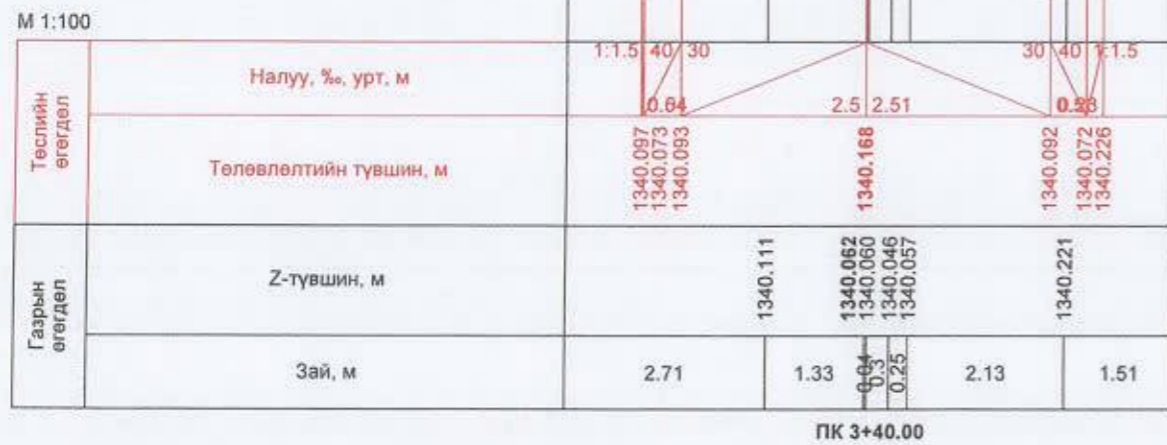 М 1:100
Төслийн өгөгдөл
Налуу, ‰, урт, м
1:1.5 40 30 30 40 1:1.5
2.5 2.51
Төлөвлөлтийн түвшин, м
1340.097 1340.073 1340.093 1340.168 1340.092 1340.072 1340.226
Газрын өгөгдөл
Z-түвшин, м
1340.111 1340.062 1340.060 1340.046 1340.057 1340.221
Зай, м
2.71 1.33 0.04 0.3 0.25 2.13 1.51
ПК 3+40.00